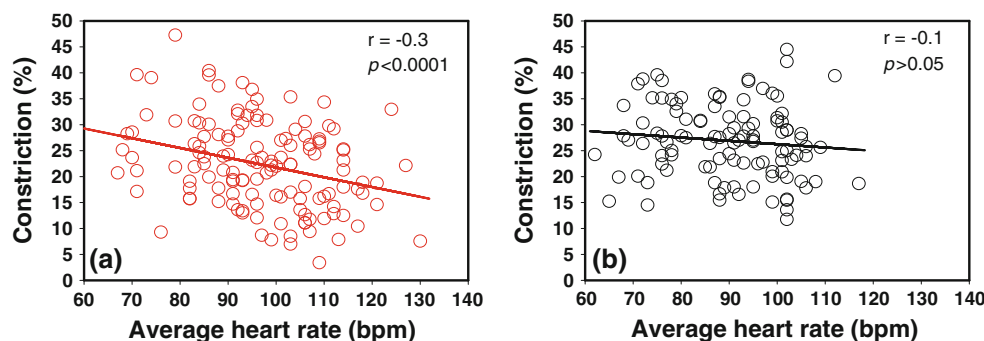 50
45
40
35
30
25
20
15
10
5
0
Constriction (%)
r = -0.3
p<0.0001
(a)
60 70 80 90 100 110 120 130 140
Average heart rate (bpm)
50
45
40
35
30
25
20
15
10
5
0
Constriction (%)
r = -0.1
p>0.05
(b)
60 70 80 90 100 110 120 130 140
Average heart rate (bpm)